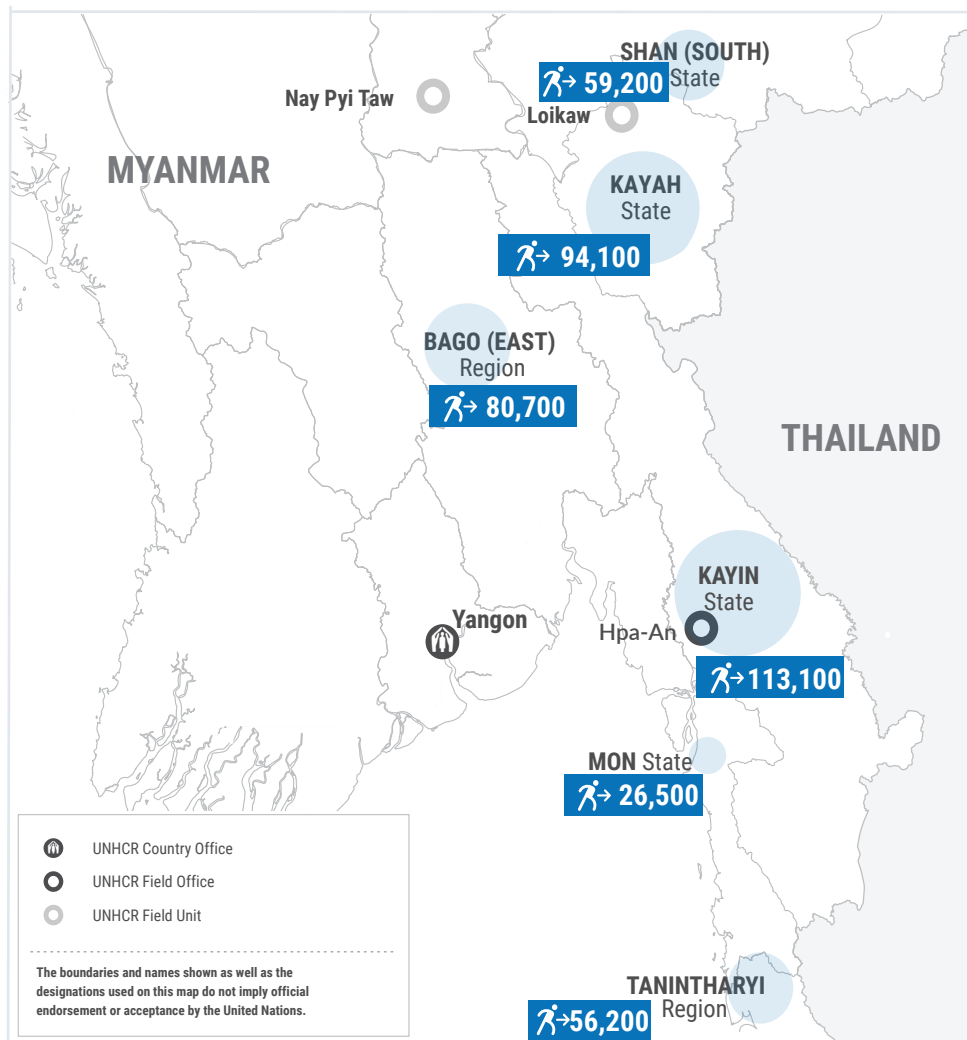 SHAN (SOUTH)
State
59,200
Nay Pyi Taw
Loikaw
MYANMAR
KAYAH
State
94,100
BAGO (EAST)
Region
80,700
THAILAND
KAYIN
State
Yangon
Hpa-An
113,100
MON State
26,500
UNHCR Country Office
UNHCR Field Office
UNHCR Field Unit
The boundaries and names shown as well as the
designations used on this map do not imply official
endorsement or acceptance by the United Nations.
TANINTHARYI
Region
56,200